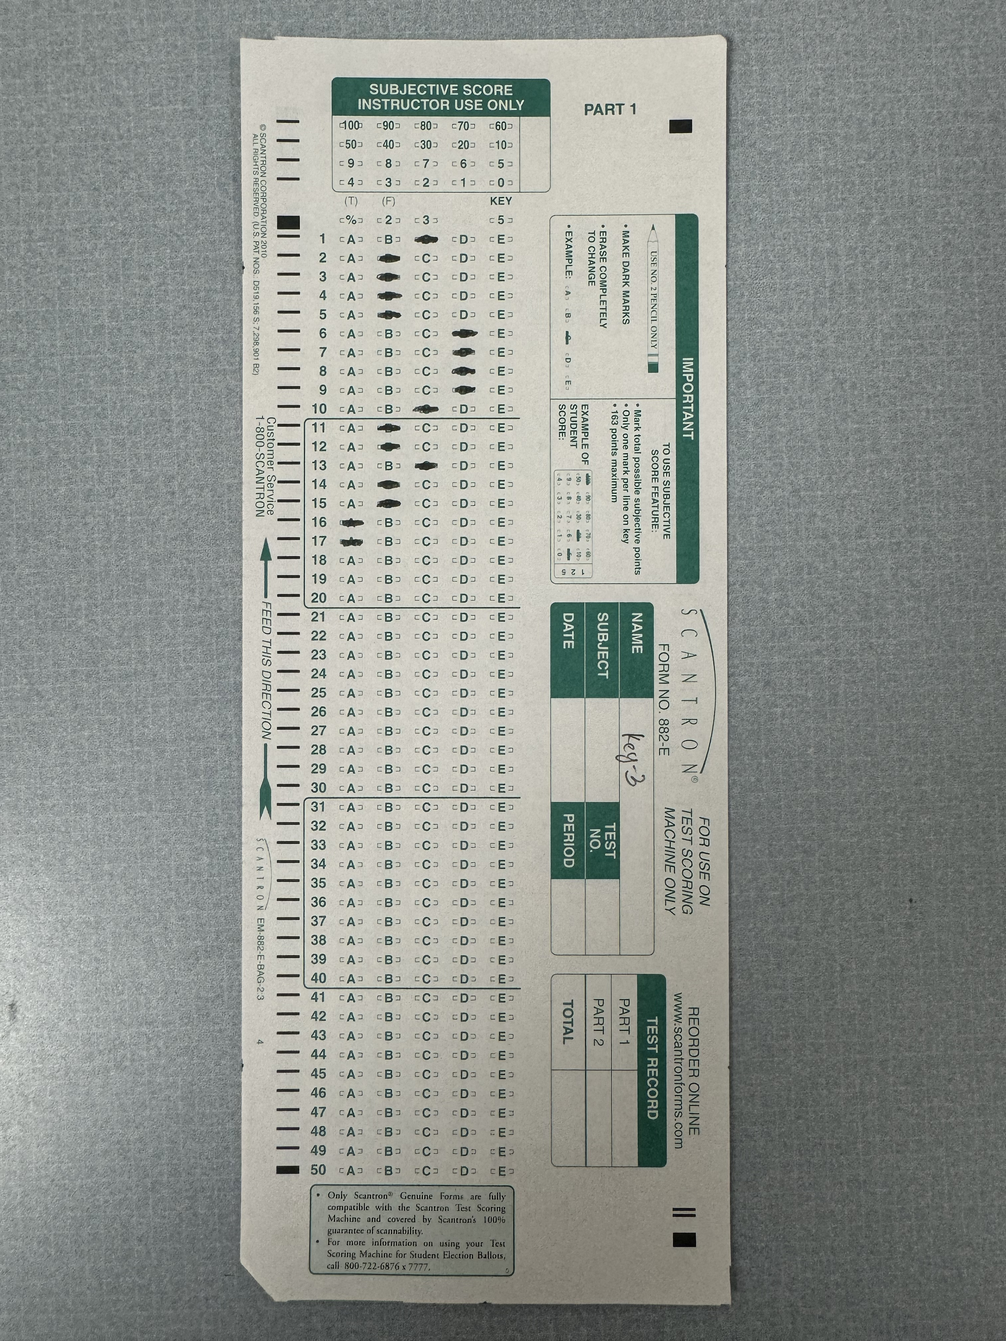 SUBJECTIVE SCORE
INSTRUCTOR USE ONLY
100 90 80 70 60
50 40 30 20 10
9 8 7 6 5
4 3 2 1 0
(T) (F) KEY
% 2 3 5
1 A B D E
2 A C D E
3 A C D E
4 A C D E
5 A C D E
6 A B C E
7 A B C E
8 A B C E
9 A B C E
10 A B D E
11 A C D E
12 A C D E
13 A B D E
14 A C D E
15 A C D E
16 B C D E
17 B C D E
18 A B C D E
19 A B C D E
20 A B C D E
21 A B C D E
22 A B C D E
23 A B C D E
24 A B C D E
25 A B C D E
26 A B C D E
27 A B C D E
28 A B C D E
29 A B C D E
30 A B C D E
31 A B C D E
32 A B C D E
33 A B C D E
34 A B C D E
35 A B C D E
36 A B C D E
37 A B C D E
38 A B C D E
39 A B C D E
40 A B C D E
41 A B C D E
42 A B C D E
43 A B C D E
44 A B C D E
45 A B C D E
46 A B C D E
47 A B C D E
48 A B C D E
49 A B C D E
50 A B C D E
• Only Scantron® Genuine Forms are fully
compatible with the Scantron Test Scoring
Machine and covered by Scantron's 100%
guarantee of scannability.
• For more information on using your Test
Scoring Machine for Student Election Ballots,
call 800-722-6876 x 7777.
PART 1
IMPORTANT
USE NO. 2 PENCIL ONLY
• MAKE DARK MARKS
• ERASE COMPLETELY
TO CHANGE
• EXAMPLE: A B D E
TO USE SUBJECTIVE
SCORE FEATURE:
• Mark total possible subjective points
• Only one mark per line on key
• 163 points maximum
EXAMPLE OF
STUDENT
SCORE:
SCANTRON®
FORM NO. 882-E
FOR USE ON
TEST SCORING
MACHINE ONLY
NAME
Key-3
SUBJECT
TEST
NO.
DATE
PERIOD
REORDER ONLINE
www.scantronforms.com
TEST RECORD
PART 1
PART 2
TOTAL
© SCANTRON CORPORATION 2010
ALL RIGHTS RESERVED. (U.S. PAT. NOS.: D519,156 S; 7,298,901 B2)
Customer Service
1-800-SCANTRON
FEED THIS DIRECTION
SCANTRON EM-882-E-BAG-2:3
4